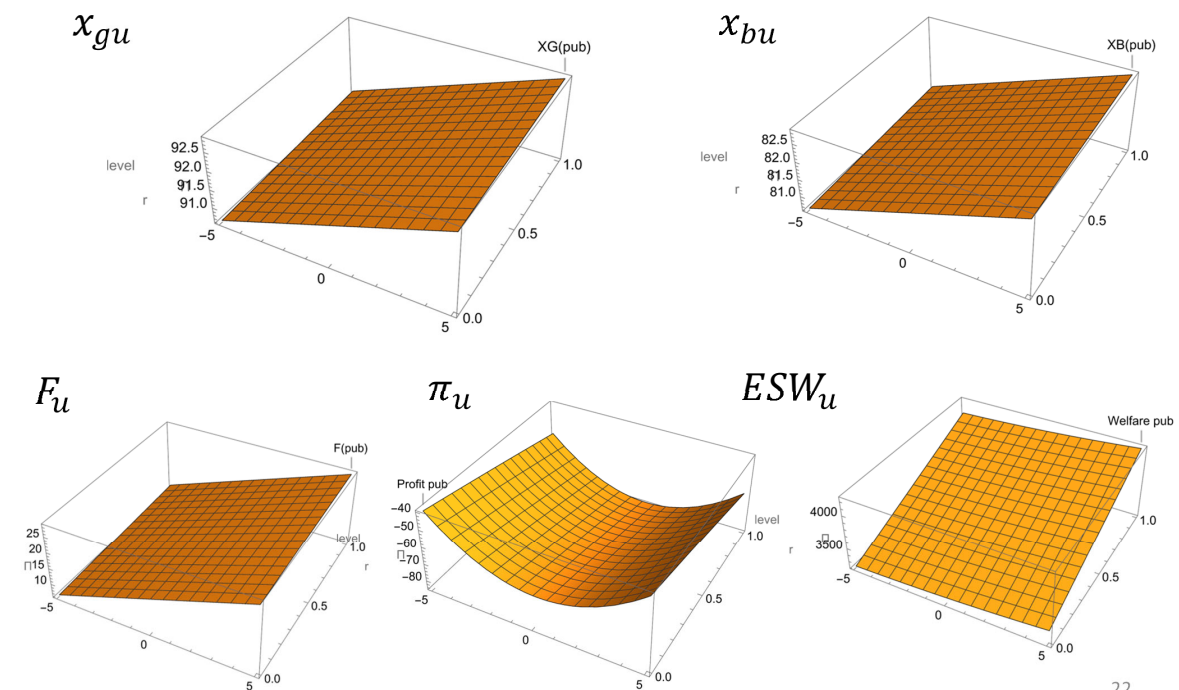 x_gu
XG(pub)
92.5
92.0
91.5
91.0
level
r
−5
0
5
0.0
0.5
1.0
x_bu
XB(pub)
82.5
82.0
81.5
81.0
level
r
−5
0
5
0.0
0.5
1.0
F_u
F(pub)
25
20
15
10
level
r
−5
0
5
0.0
0.5
1.0
π_u
Profit pub
−40
−50
−60
−70
−80
level
r
−5
0
5
0.0
0.5
1.0
ESW_u
Welfare pub
4000
3500
−5
0
5
0.0
0.5
1.0